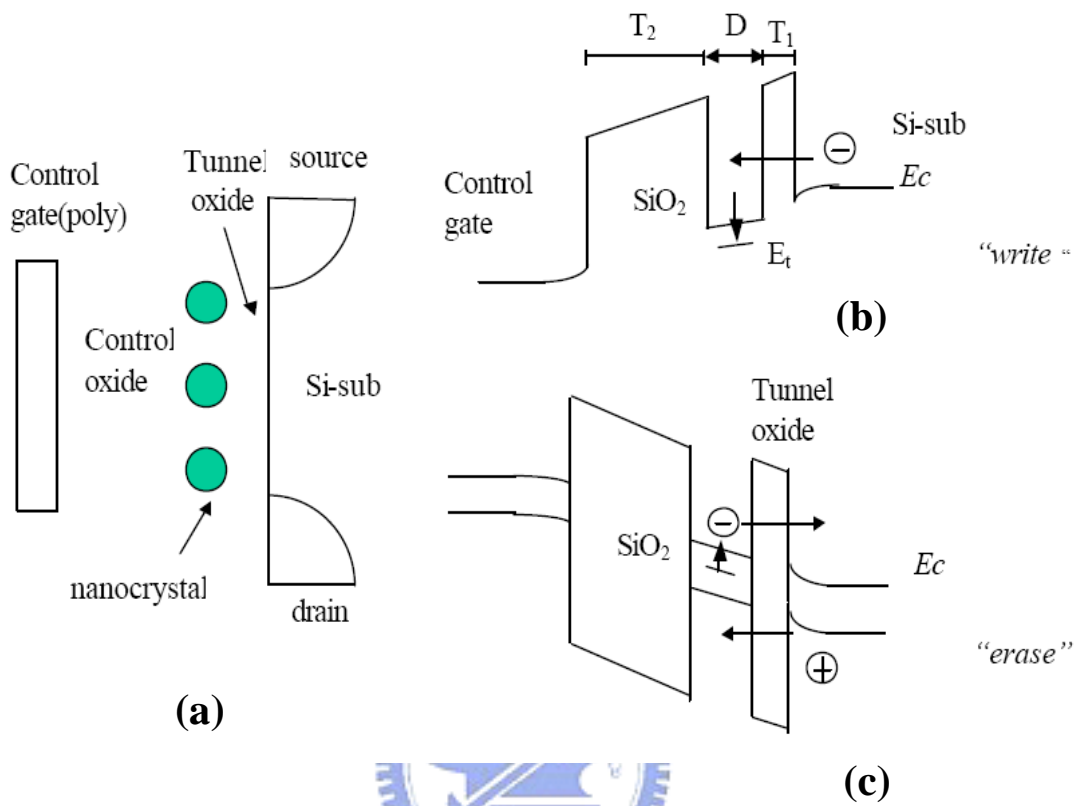 Control
gate(poly)
Tunnel
oxide
source
Control
oxide
Si-sub
nanocrystal
drain
(a)
T₂
D
T₁
Control
gate
SiO₂
−
Si-sub
Ec
Eₜ
“write “
(b)
Tunnel
oxide
SiO₂
−
Ec
+
“erase”
(c)